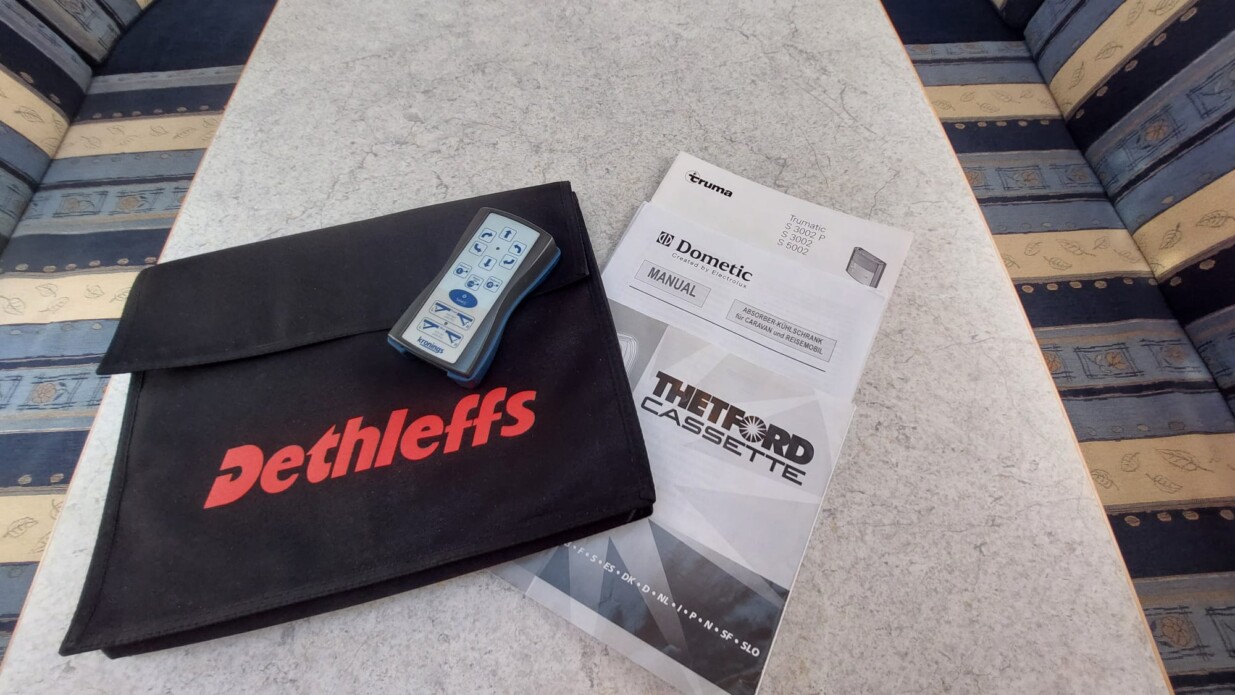 Dethleffs
kronings
truma
Trumatic
S 3002 P
S 3002
S 5002
Dometic
Created by Electrolux
MANUAL
ABSORBER-KÜHLSCHRANK
für CARAVAN und REISEMOBIL
THETFORD
CASSETTE
F • S • ES • DK • D • NL • I • P • N • SF • SLO